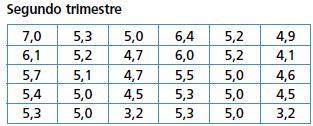 Segundo trimestre
7,0 5,3 5,0 6,4 5,2 4,9
6,1 5,2 4,7 6,0 5,2 4,1
5,7 5,1 4,7 5,5 5,0 4,6
5,4 5,0 4,5 5,3 5,0 4,5
5,3 5,0 3,2 5,3 5,0 3,2